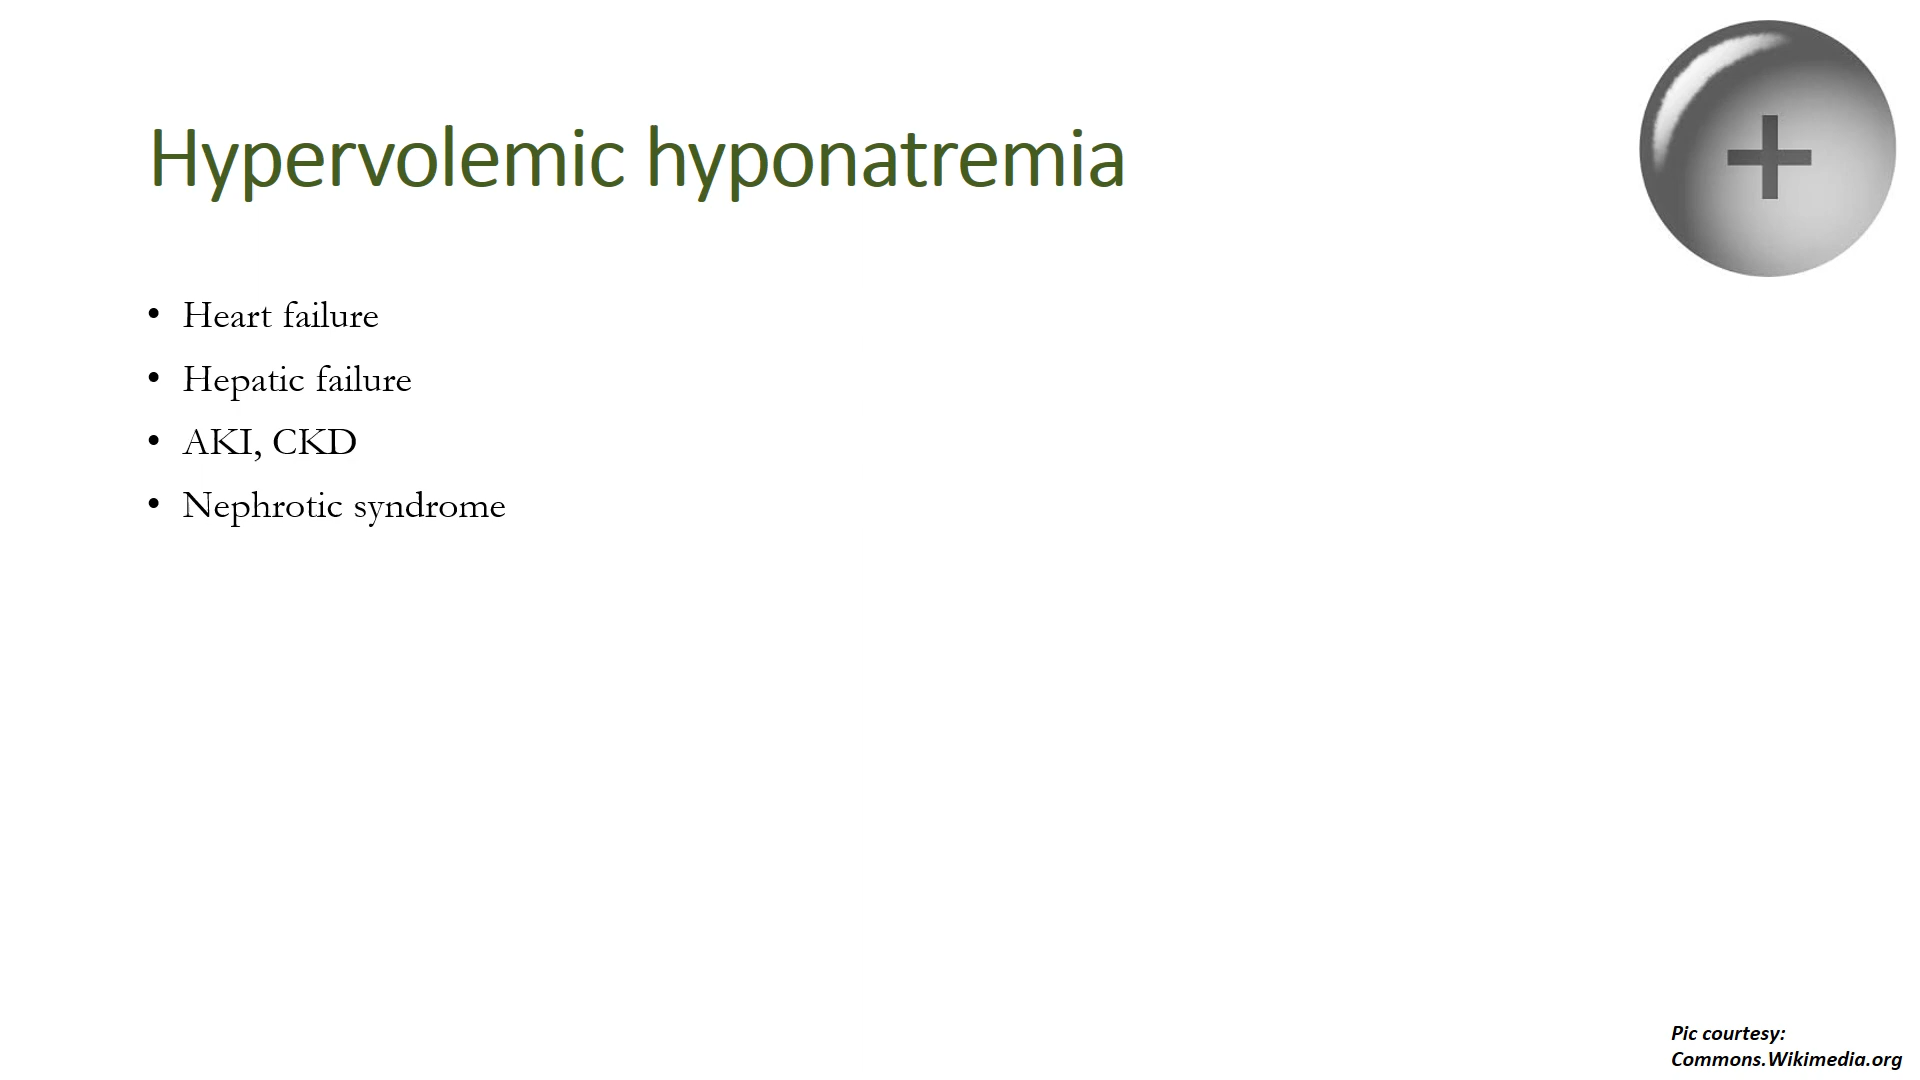 Hypervolemic hyponatremia
+
• Heart failure
• Hepatic failure
• AKI, CKD
• Nephrotic syndrome
Pic courtesy:
Commons.Wikimedia.org